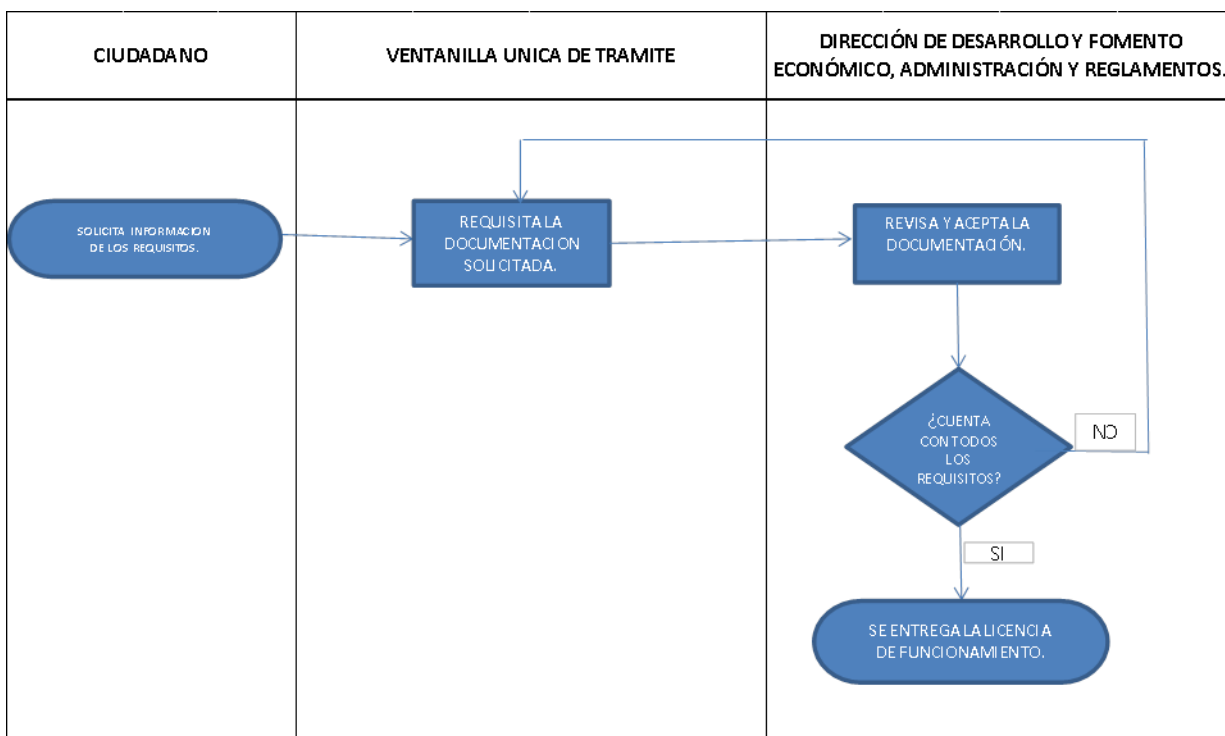 CIUDADANO
VENTANILLA UNICA DE TRAMITE
DIRECCIÓN DE DESARROLLO Y FOMENTO
ECONÓMICO, ADMINISTRACIÓN Y REGLAMENTOS.
SOLICITA INFORMACION
DE LOS REQUISITOS.
REQUISITA LA
DOCUMENTACION
SOLICITADA.
REVISA Y ACEPTA LA
DOCUMENTACIÓN.
¿CUENTA
CON TODOS
LOS
REQUISITOS?
NO
SI
SE ENTREGA LA LICENCIA
DE FUNCIONAMIENTO.